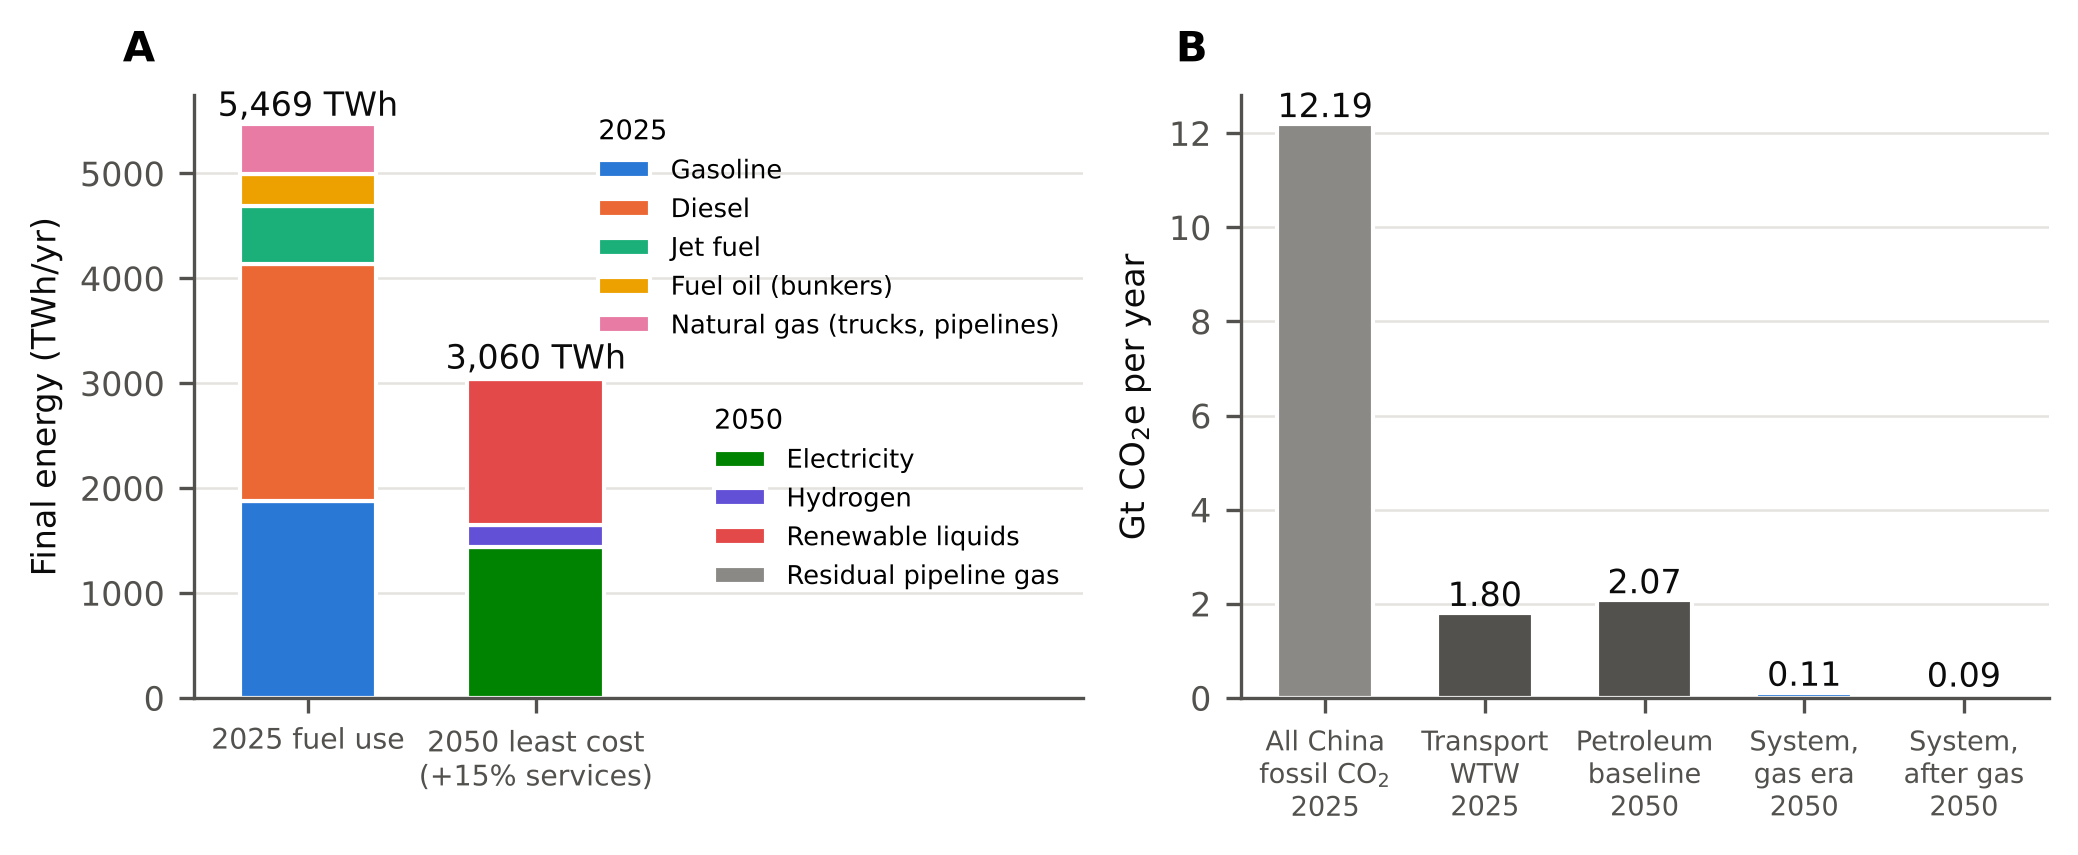 A
5,469 TWh
2025
Gasoline
Diesel
Jet fuel
Fuel oil (bunkers)
Natural gas (trucks, pipelines)
3,060 TWh
2050
Electricity
Hydrogen
Renewable liquids
Residual pipeline gas
Final energy (TWh/yr)
5000
4000
3000
2000
1000
0
2025 fuel use
2050 least cost
(+15% services)
B
12.19
1.80
2.07
0.11
0.09
Gt CO₂e per year
12
10
8
6
4
2
0
All China
fossil CO₂
2025
Transport
WTW
2025
Petroleum
baseline
2050
System,
gas era
2050
System,
after gas
2050